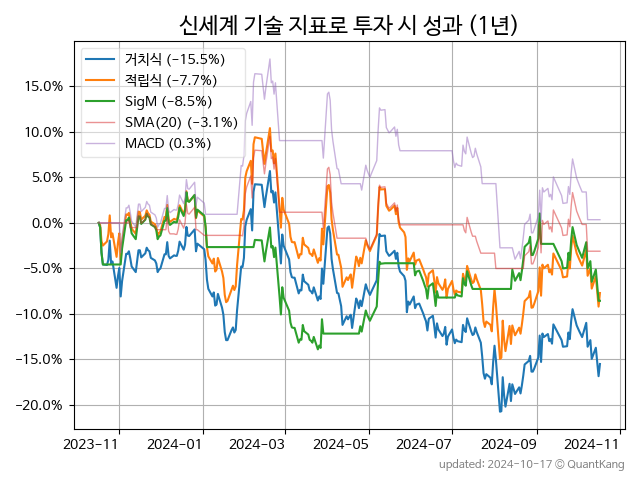 신세계 기술 지표로 투자 시 성과 (1년)
거치식 (−15.5%)
적립식 (−7.7%)
SigM (−8.5%)
SMA(20) (−3.1%)
MACD (0.3%)
15.0%
10.0%
5.0%
0.0%
−5.0%
−10.0%
−15.0%
−20.0%
2023-11 2024-01 2024-03 2024-05 2024-07 2024-09 2024-11
updated: 2024-10-17 © QuantKang